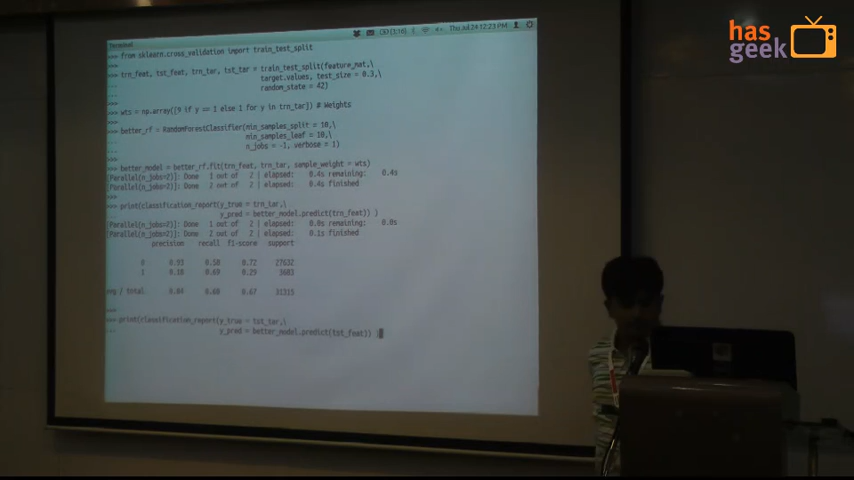 has
geek
Terminal
(3:16) Thu Jul 24 12:23 PM
>>> from sklearn.cross_validation import train_test_split
>>>
>>> trn_feat, tst_feat, trn_tar, tst_tar = train_test_split(feature_mat,\
... target.values, test_size = 0.3,\
... random_state = 42)
>>>
>>> wts = np.array([9 if y == 1 else 1 for y in trn_tar]) # Weights
>>>
>>> better_rf = RandomForestClassifier(min_samples_split = 10,\
... min_samples_leaf = 10,\
... n_jobs = -1, verbose = 1)
>>>
>>> better_model = better_rf.fit(trn_feat, trn_tar, sample_weight = wts)
[Parallel(n_jobs=2)]: Done 1 out of 2 | elapsed: 0.4s remaining: 0.4s
[Parallel(n_jobs=2)]: Done 2 out of 2 | elapsed: 0.4s finished
>>>
>>> print(classification_report(y_true = trn_tar,\
... y_pred = better_model.predict(trn_feat)) )
[Parallel(n_jobs=2)]: Done 1 out of 2 | elapsed: 0.0s remaining: 0.0s
[Parallel(n_jobs=2)]: Done 2 out of 2 | elapsed: 0.1s finished
precision recall f1-score support
0 0.93 0.58 0.72 27632
1 0.18 0.69 0.29 3683
avg / total 0.84 0.60 0.67 31315
>>>
>>> print(classification_report(y_true = tst_tar,\
... y_pred = better_model.predict(tst_feat)) )